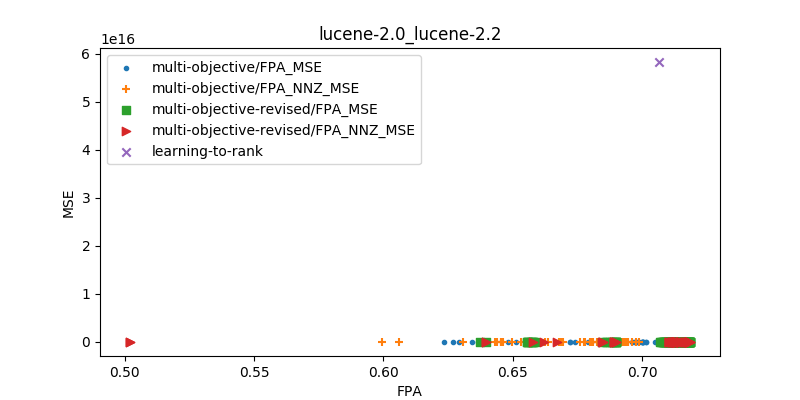 lucene-2.0_lucene-2.2
1e16
6
5
4
3
2
1
0
MSE
multi-objective/FPA_MSE
multi-objective/FPA_NNZ_MSE
multi-objective-revised/FPA_MSE
multi-objective-revised/FPA_NNZ_MSE
learning-to-rank
0.50 0.55 0.60 0.65 0.70
FPA